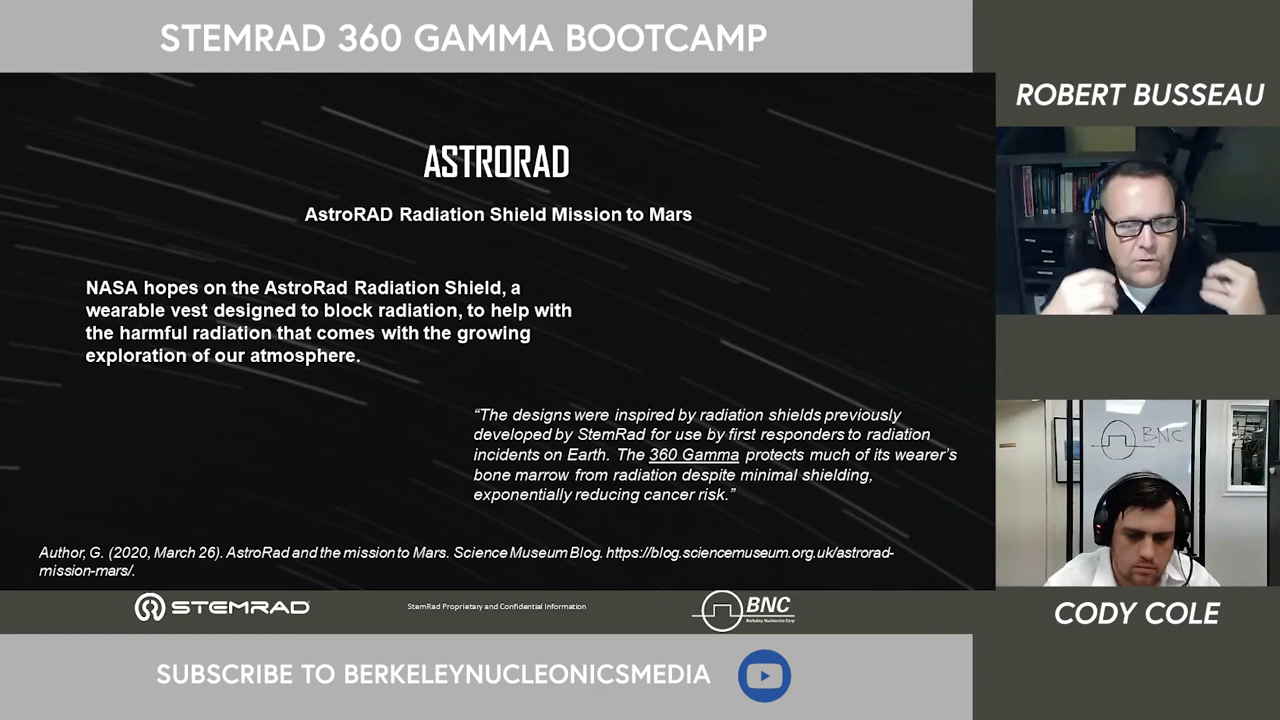 STEMRAD 360 GAMMA BOOTCAMP
ROBERT BUSSEAU
ASTRORAD
AstroRAD Radiation Shield Mission to Mars
NASA hopes on the AstroRad Radiation Shield, a
wearable vest designed to block radiation, to help with
the harmful radiation that comes with the growing
exploration of our atmosphere.
“The designs were inspired by radiation shields previously
developed by StemRad for use by first responders to radiation
incidents on Earth. The 360 Gamma protects much of its wearer’s
bone marrow from radiation despite minimal shielding,
exponentially reducing cancer risk.”
Author, G. (2020, March 26). AstroRad and the mission to Mars. Science Museum Blog. https://blog.sciencemuseum.org.uk/astrorad-
mission-mars/.
BNC
STEMRAD
StemRad Proprietary and Confidential Information
BNC
Berkeley Nucleonics Corp
CODY COLE
SUBSCRIBE TO BERKELEYNUCLEONICSMEDIA